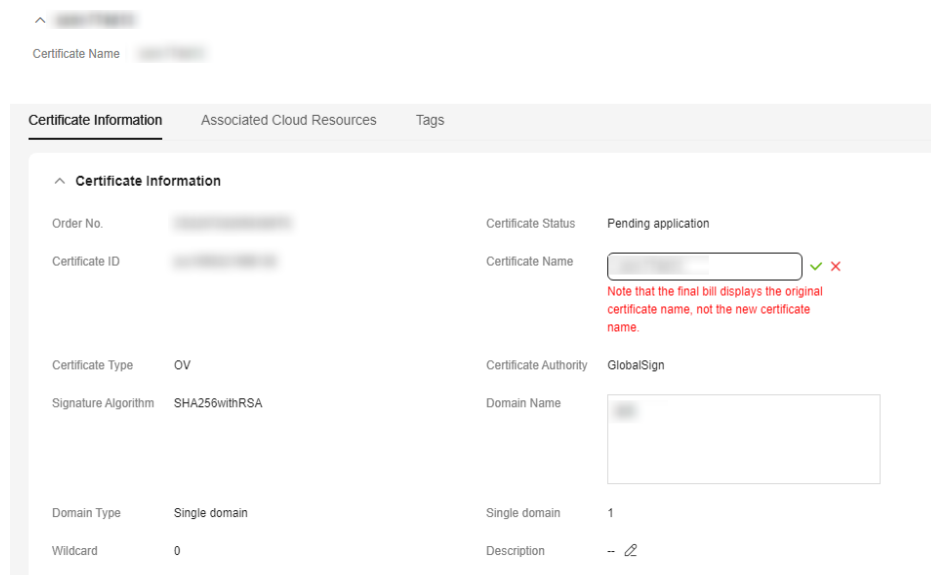 Certificate Name
Certificate Information Associated Cloud Resources Tags
Certificate Information
Order No. Certificate Status Pending application
Certificate ID Certificate Name
Note that the final bill displays the original
certificate name, not the new certificate
name.
Certificate Type OV Certificate Authority GlobalSign
Signature Algorithm SHA256withRSA Domain Name
Domain Type Single domain Single domain 1
Wildcard 0 Description --